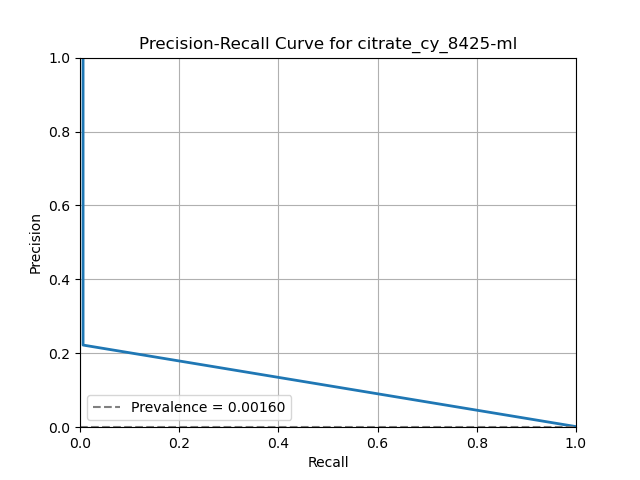 Precision-Recall Curve for citrate_cy_8425-ml
1.0
0.8
0.6
0.4
0.2
0.0
Precision
Prevalence = 0.00160
0.0 0.2 0.4 0.6 0.8 1.0
Recall